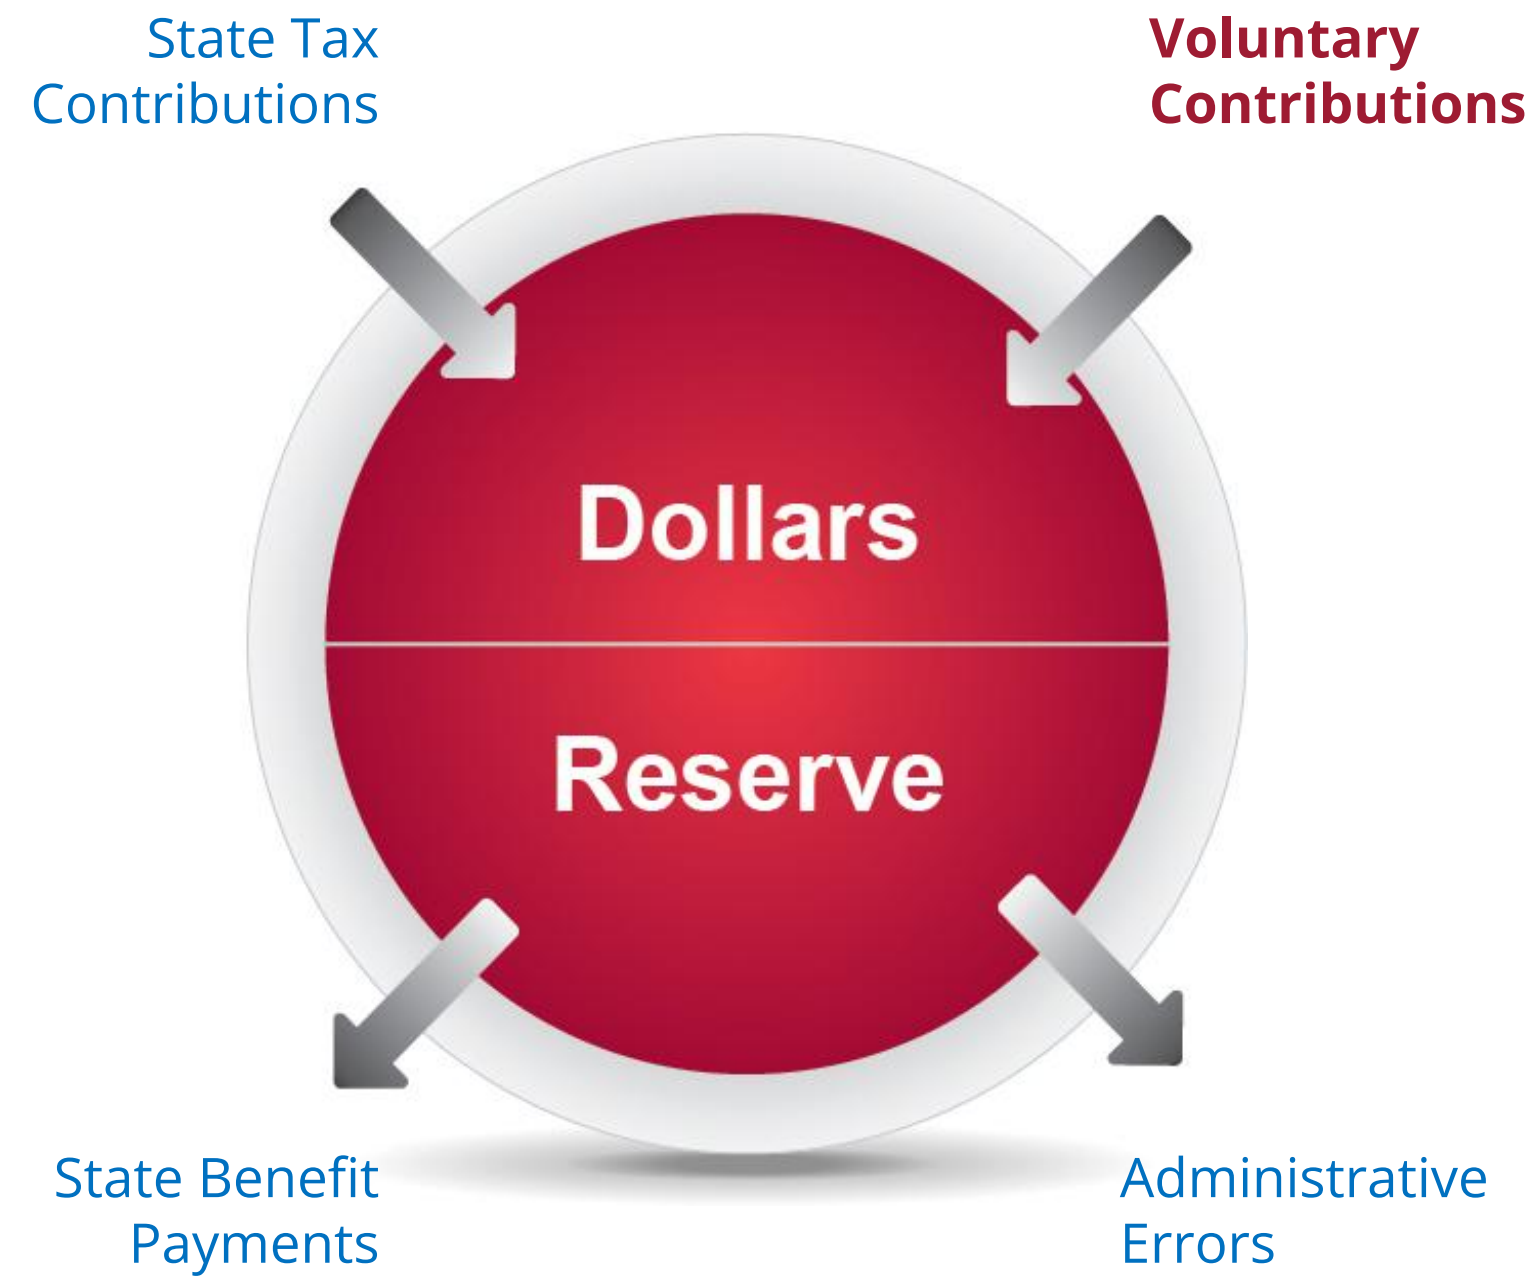 State Tax
Contributions
Voluntary
Contributions
Dollars
Reserve
State Benefit
Payments
Administrative
Errors